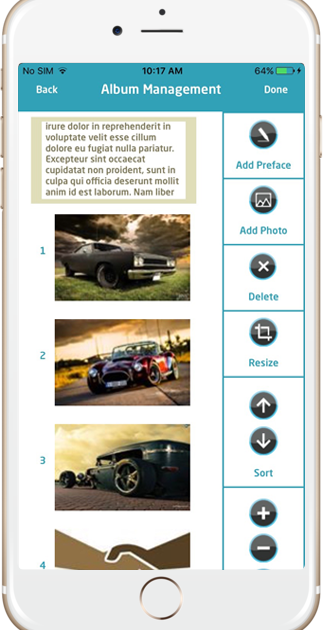 No SIM 10:17 AM 64%
Back Album Management Done
irure dolor in reprehenderit in
voluptate velit esse cillum
dolore eu fugiat nulla pariatur.
Excepteur sint occaecat
cupidatat non proident, sunt in
culpa qui officia deserunt mollit
anim id est laborum. Nam liber
1
2
3
4
Add Preface
Add Photo
Delete
Resize
Sort